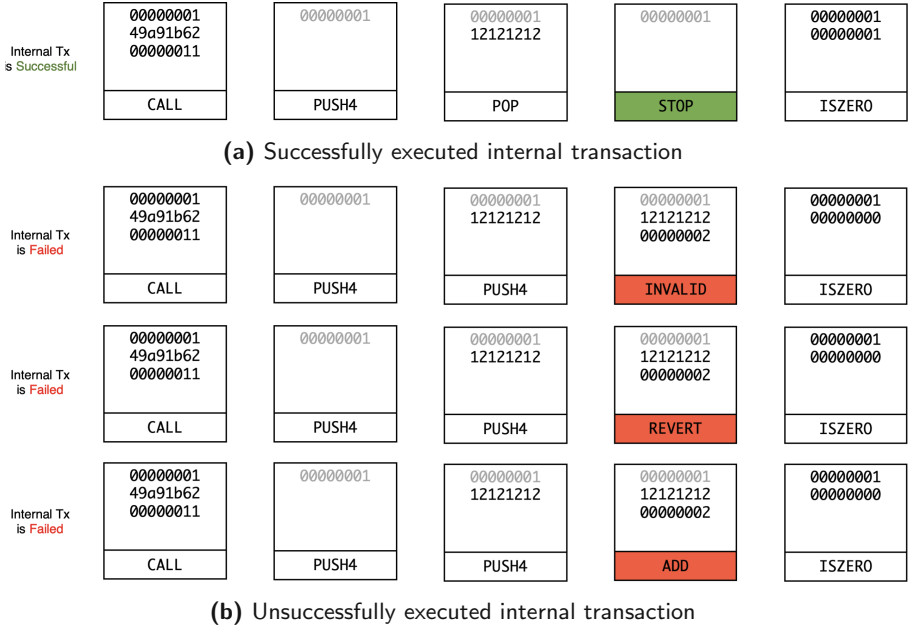 Internal Tx
is Successful
00000001
49a91b62
00000011
CALL
00000001
PUSH4
00000001
12121212
POP
00000001
STOP
00000001
00000001
ISZERO
(a) Successfully executed internal transaction
Internal Tx
is Failed
00000001
49a91b62
00000011
CALL
00000001
PUSH4
00000001
12121212
PUSH4
00000001
12121212
00000002
INVALID
00000001
00000000
ISZERO
Internal Tx
is Failed
00000001
49a91b62
00000011
CALL
00000001
PUSH4
00000001
12121212
PUSH4
00000001
12121212
00000002
REVERT
00000001
00000000
ISZERO
Internal Tx
is Failed
00000001
49a91b62
00000011
CALL
00000001
PUSH4
00000001
12121212
PUSH4
00000001
12121212
00000002
ADD
00000001
00000000
ISZERO
(b) Unsuccessfully executed internal transaction